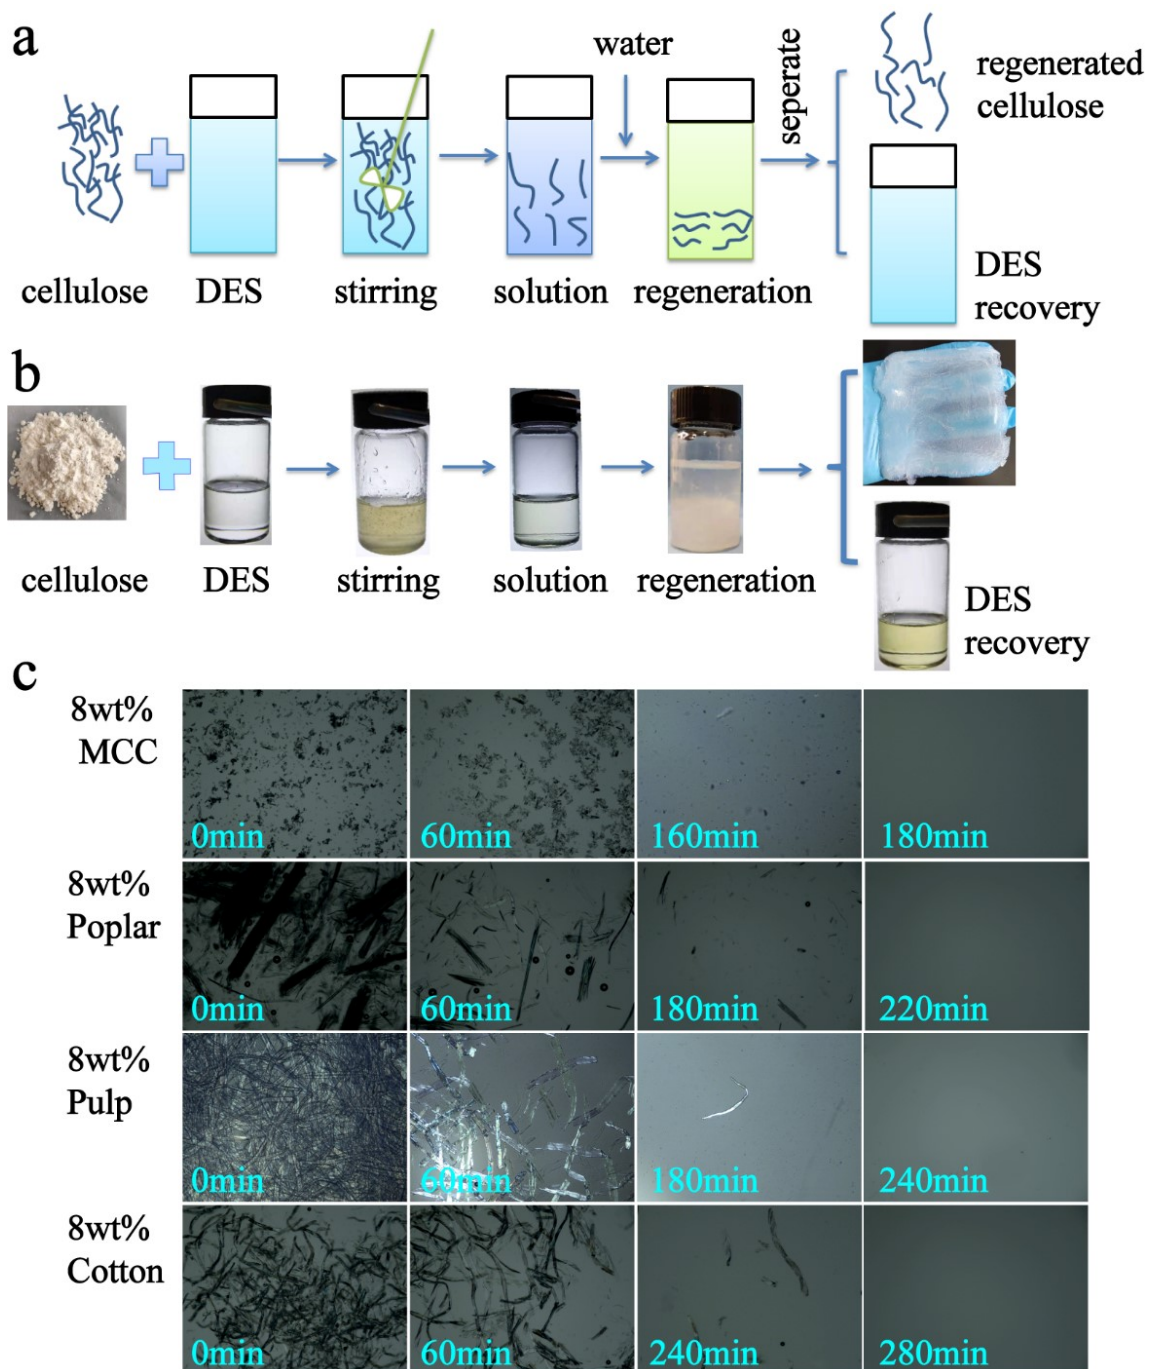 a
water
seperate
regenerated
cellulose
cellulose
DES
stirring
solution
regeneration
DES
recovery
b
cellulose
DES
stirring
solution
regeneration
DES
recovery
c
8wt%
MCC
0min
60min
160min
180min
8wt%
Poplar
0min
60min
180min
220min
8wt%
Pulp
0min
60min
180min
240min
8wt%
Cotton
0min
60min
240min
280min